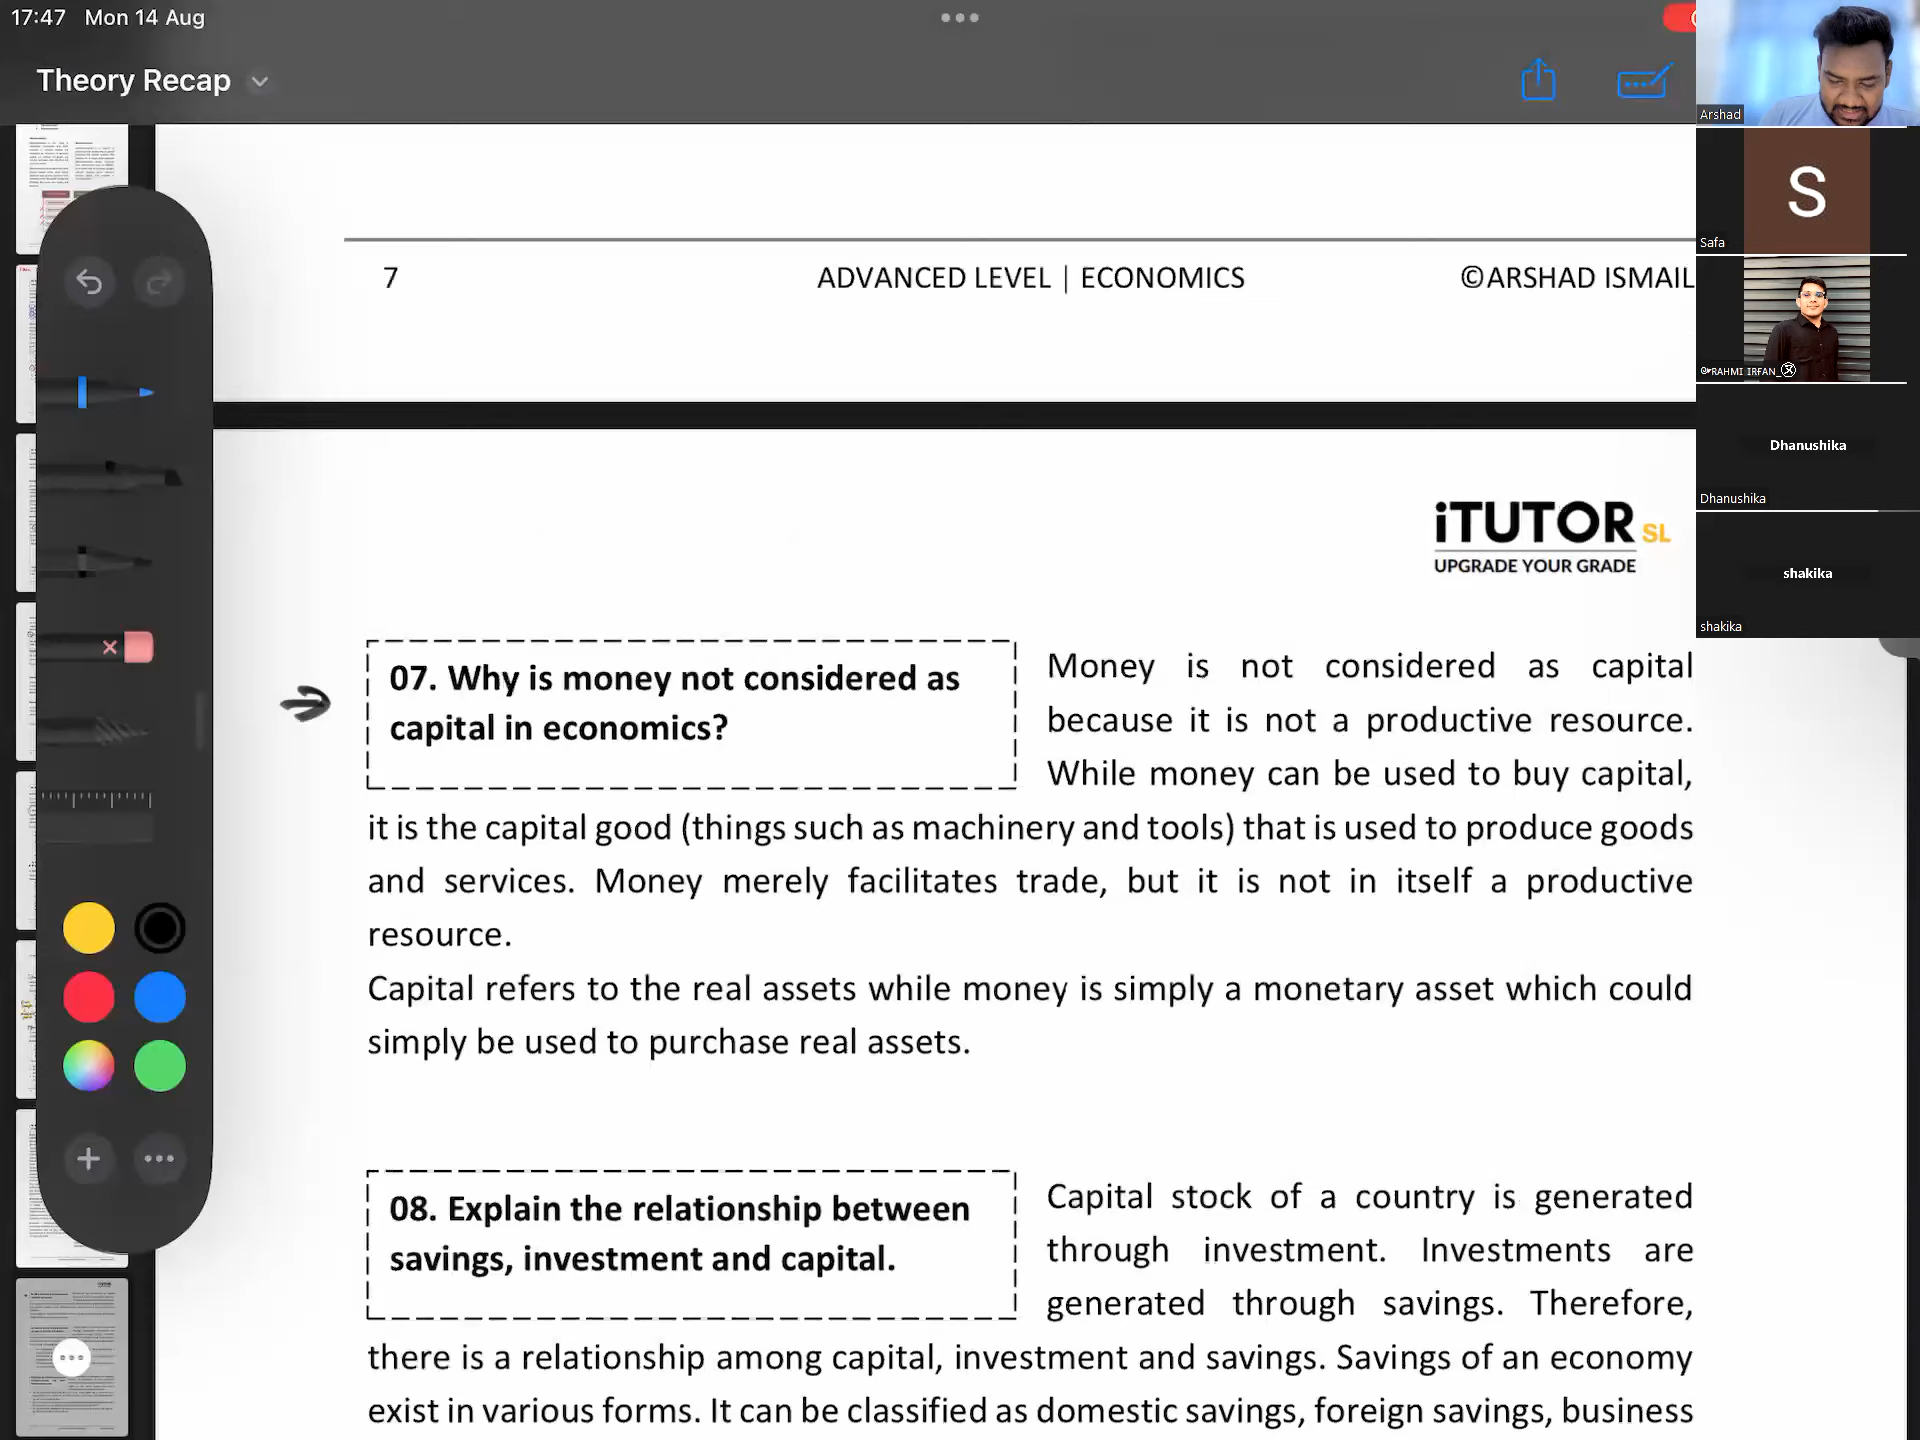 17:47 Mon 14 Aug
Theory Recap
Arshad
S
Safa
RAHMI IRFAN_
Dhanushika
Dhanushika
shakika
shakika
7 ADVANCED LEVEL | ECONOMICS ©ARSHAD ISMAIL
iTUTOR SL
UPGRADE YOUR GRADE
07. Why is money not considered as
capital in economics?
Money is not considered as capital
because it is not a productive resource.
While money can be used to buy capital,
it is the capital good (things such as machinery and tools) that is used to produce goods
and services. Money merely facilitates trade, but it is not in itself a productive
resource.
Capital refers to the real assets while money is simply a monetary asset which could
simply be used to purchase real assets.
08. Explain the relationship between
savings, investment and capital.
Capital stock of a country is generated
through investment. Investments are
generated through savings. Therefore,
there is a relationship among capital, investment and savings. Savings of an economy
exist in various forms. It can be classified as domestic savings, foreign savings, business